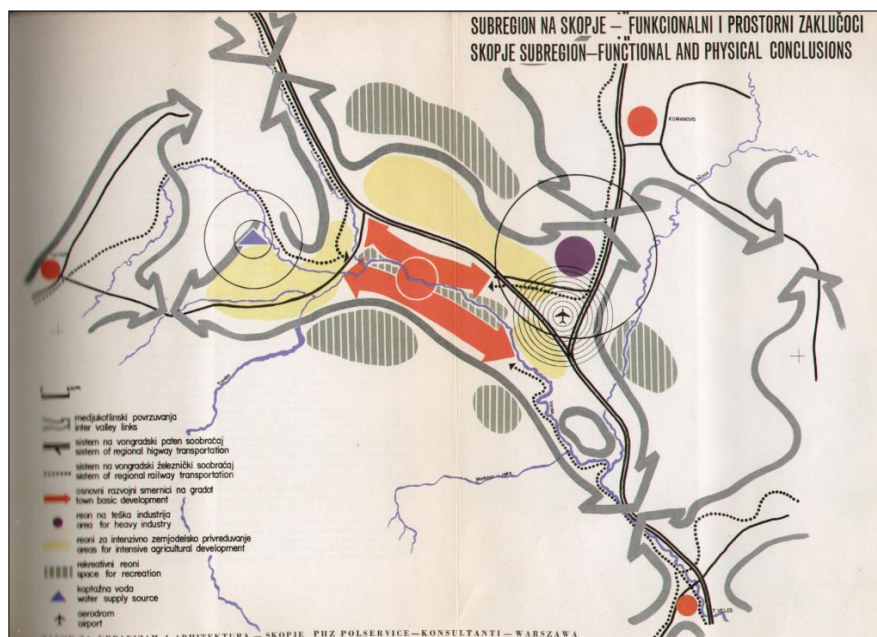 SUBREGION NA SKOPJE – FUNKCIONALNI I PROSTORNI ZAKLUČOCI
SKOPJE SUBREGION—FUNCTIONAL AND PHYSICAL CONCLUSIONS
KUMANOVO
VELES
medjukotlinski povrzuvanja
inter valley links
sistem na vongradski paten soobraćaj
sistem of regional higway transportation
sistem na vongradski železnički soobraćaj
sistem of regional railway transportation
osnovni razvojni smernici na gradot
town basic development
reon na teška industrija
area for heavy industry
reoni za intenzivno zemjodelsko privreduvanje
areas for intensive agricultural development
rekreativni reoni
space for recreation
kaptažna voda
water supply source
aerodrom
airport
I ARHITEKTURA — SKOPJE PHZ POLSERVICE—KONSULTANTI — WARSZAWA